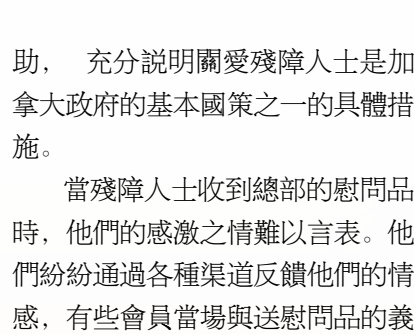 助，　充分説明關愛殘障人士是加
拿大政府的基本國策之一的具體措
施。
當殘障人士收到總部的慰問品
時，他們的感激之情難以言表。他
們紛紛通過各種渠道反饋他們的情
感，有些會員當場與送慰問品的義